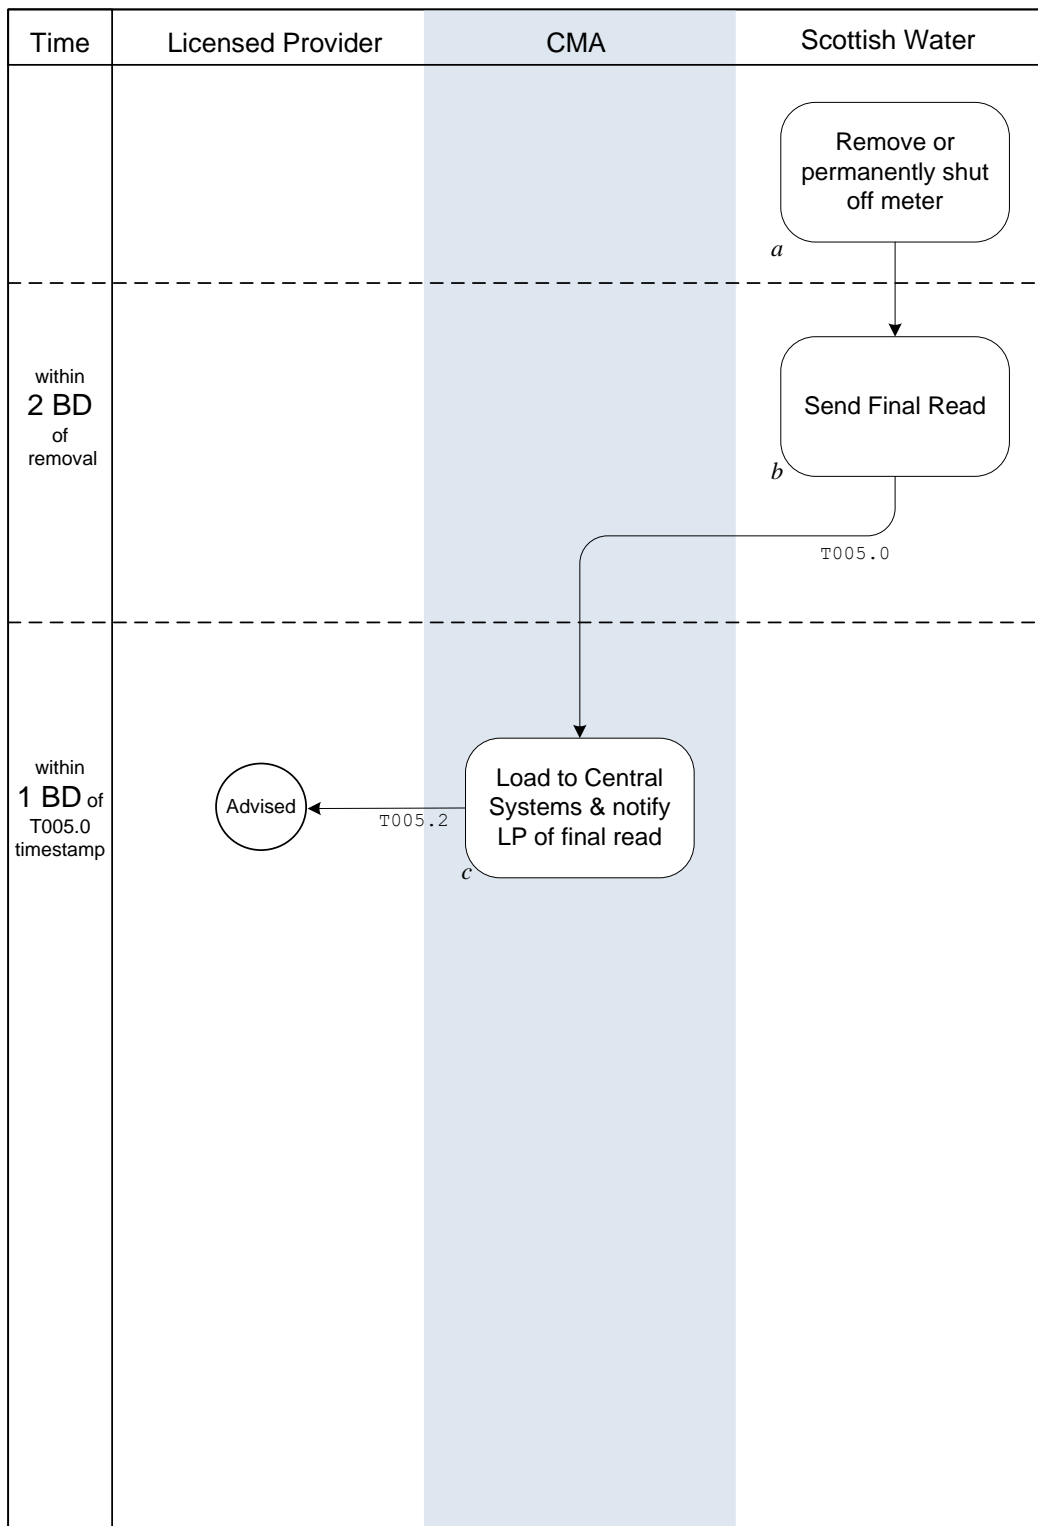 Time
Licensed Provider
CMA
Scottish Water
Remove or
permanently shut
off meter
a
within
2 BD
of
removal
Send Final Read
b
T005.0
within
1 BD of
T005.0
timestamp
Advised
T005.2
Load to Central
Systems & notify
LP of final read
c